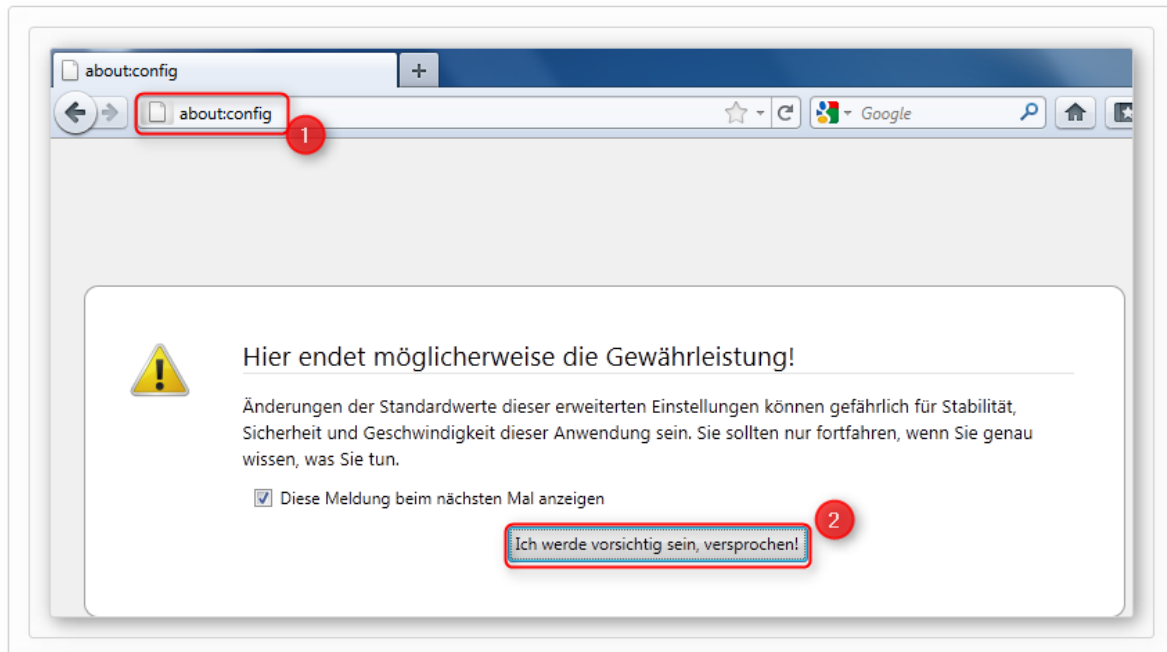 about:config
+
about:config
Google
1
Hier endet möglicherweise die Gewährleistung!
Änderungen der Standardwerte dieser erweiterten Einstellungen können gefährlich für Stabilität,
Sicherheit und Geschwindigkeit dieser Anwendung sein. Sie sollten nur fortfahren, wenn Sie genau
wissen, was Sie tun.
Diese Meldung beim nächsten Mal anzeigen
2
Ich werde vorsichtig sein, versprochen!